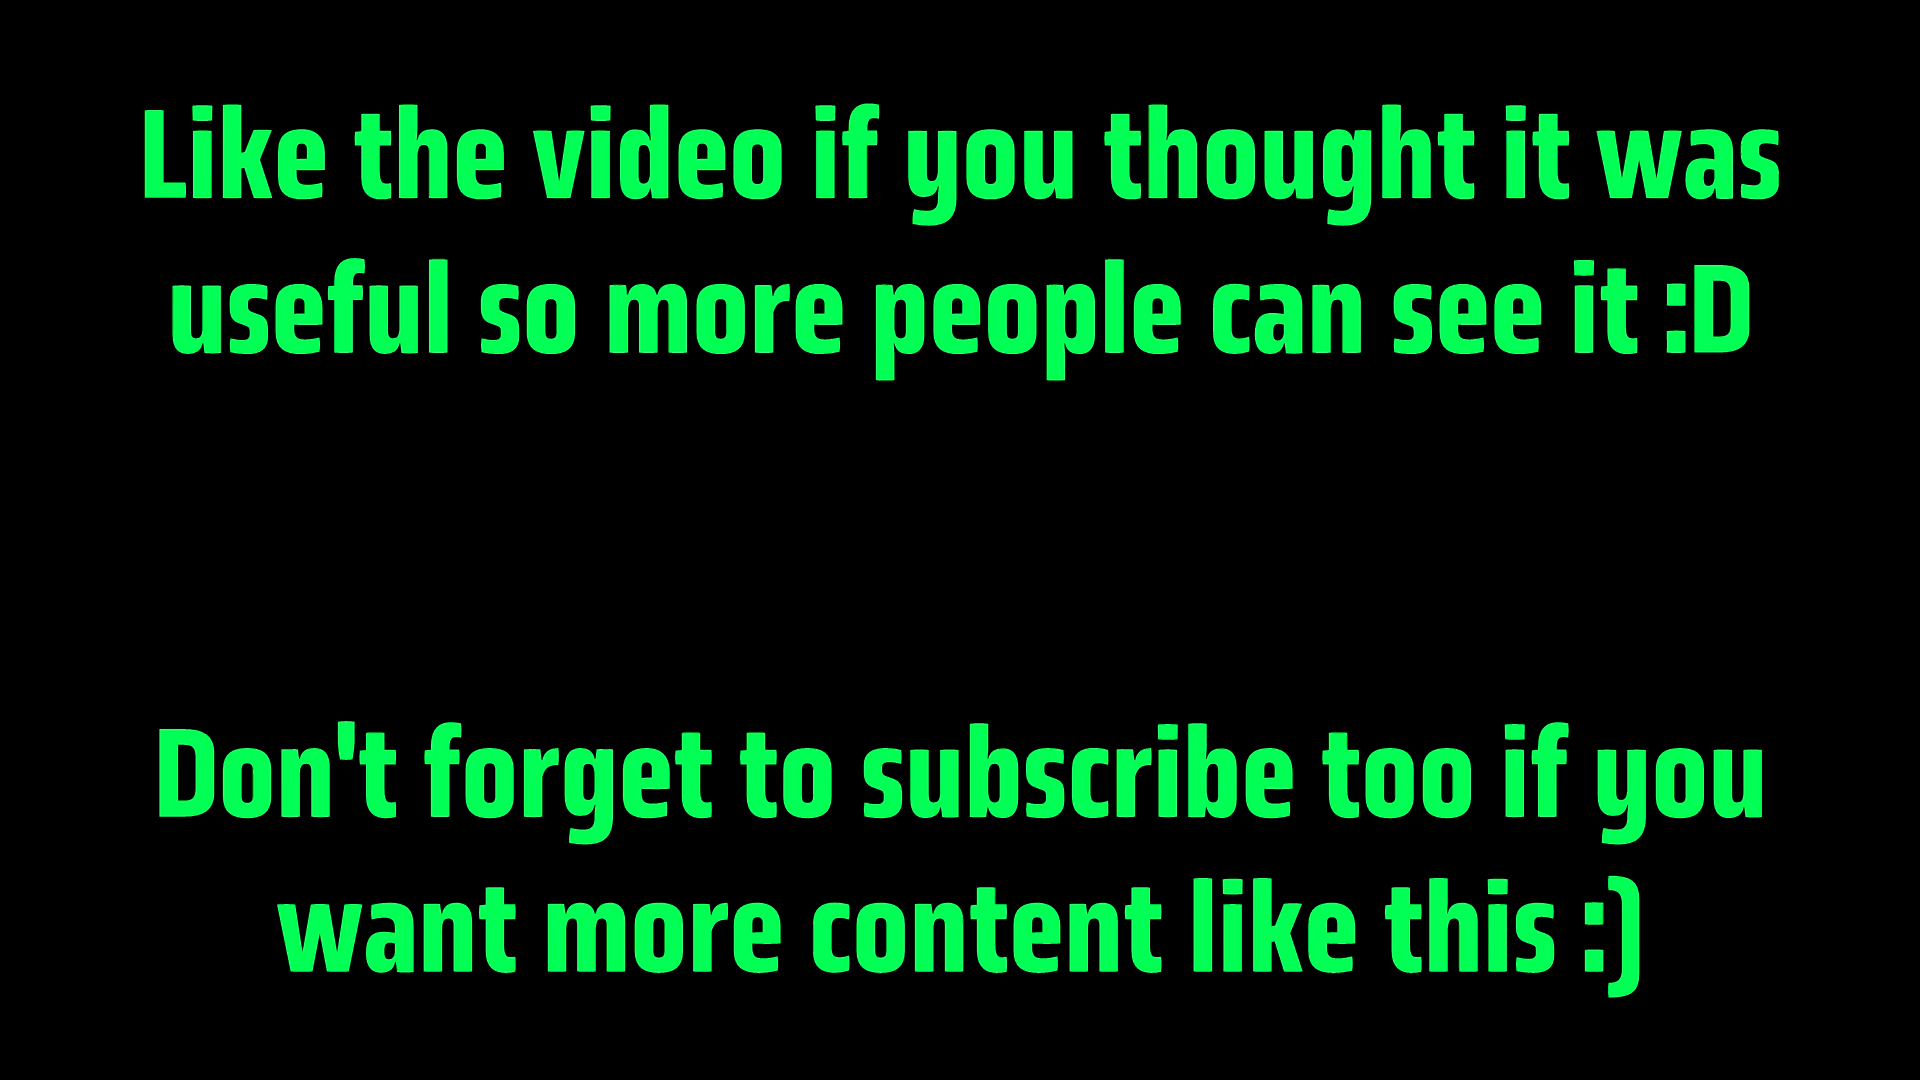 Like the video if you thought it was
useful so more people can see it :D
Don't forget to subscribe too if you
want more content like this :)